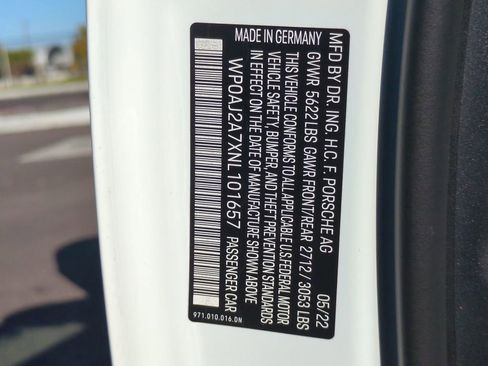 MFD BY DR. ING. H.C. F. PORSCHE AG 05/22
GVWR 5622LBS GAWR FRONT/REAR 2712 / 3053 LBS
THIS VEHICLE CONFORMS TO ALL APPLICABLE U.S. FEDERAL MOTOR
VEHICLE SAFETY, BUMPER, AND THEFT PREVENTION STANDARDS
IN EFFECT ON THE DATE OF MANUFACTURE SHOWN ABOVE
MADE IN GERMANY
WP0AJ2A7XNL101657 PASSENGER CAR
971.010.016.DN